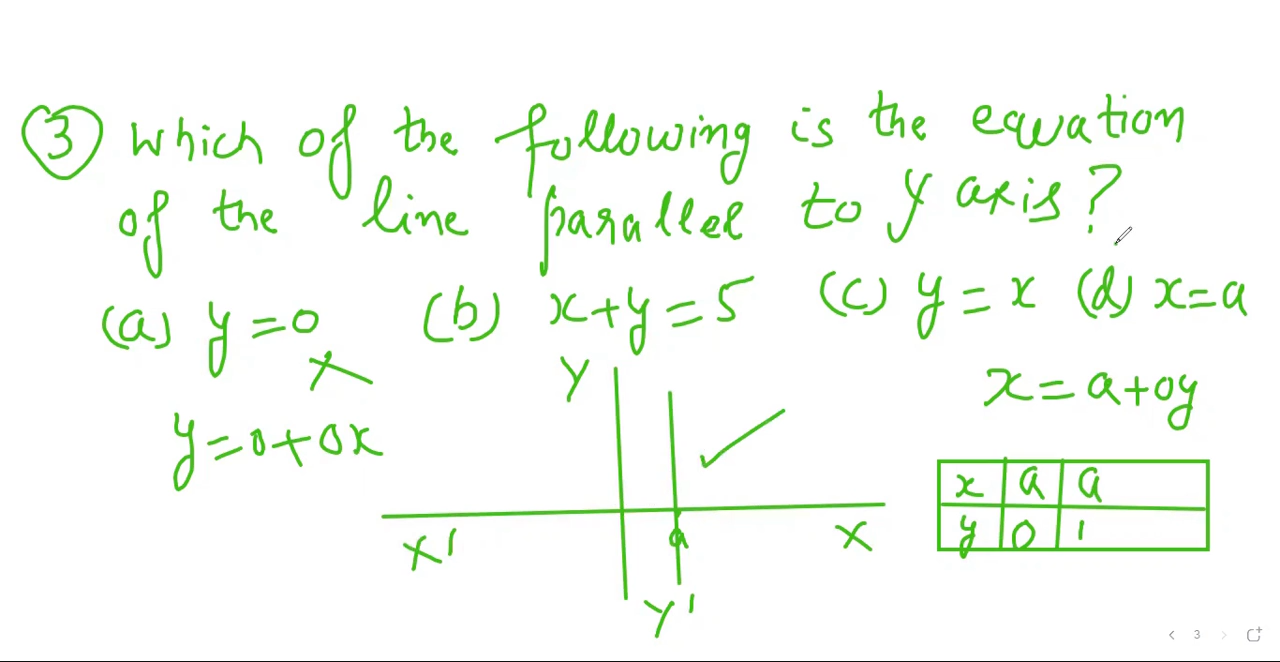 ③ Which of the following is the equation
of the line parallel to y axis?
(a) y=0 (b) x+y=5 (c) y=x (d) x=a
x=a+0y
y=0+0x
Y
X' a X
Y'
x a a
y 0 1
3